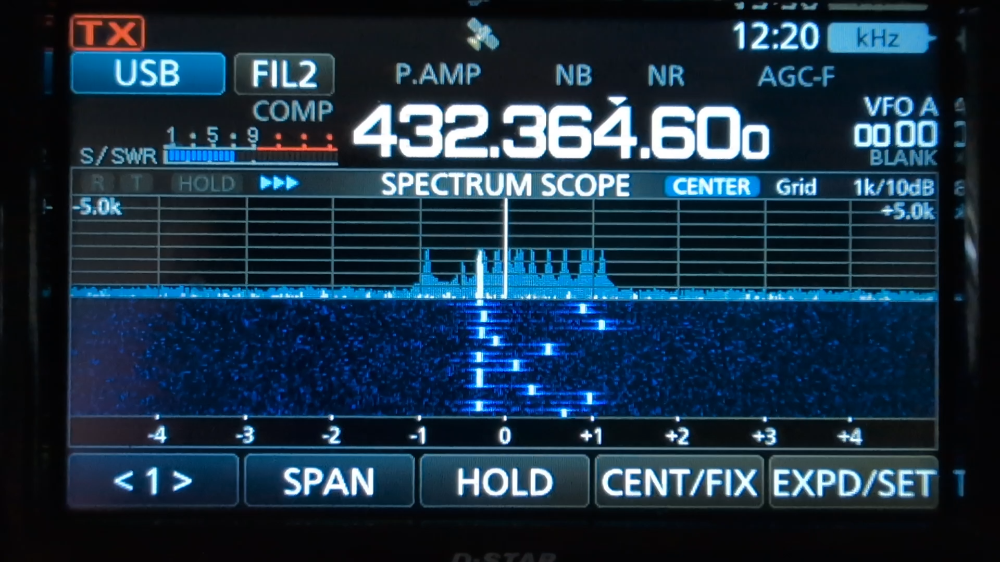 TX 12:20 kHz
USB FIL2 P.AMP NB NR AGC-F
COMP
432.364.600
VFO A
0000
BLANK
1 5 9
S/SWR
R T HOLD SPECTRUM SCOPE CENTER Grid 1k/10dB
-5.0k +5.0k
-4 -3 -2 -1 0 +1 +2 +3 +4
<1> SPAN HOLD CENT/FIX EXPD/SET
D-STAR